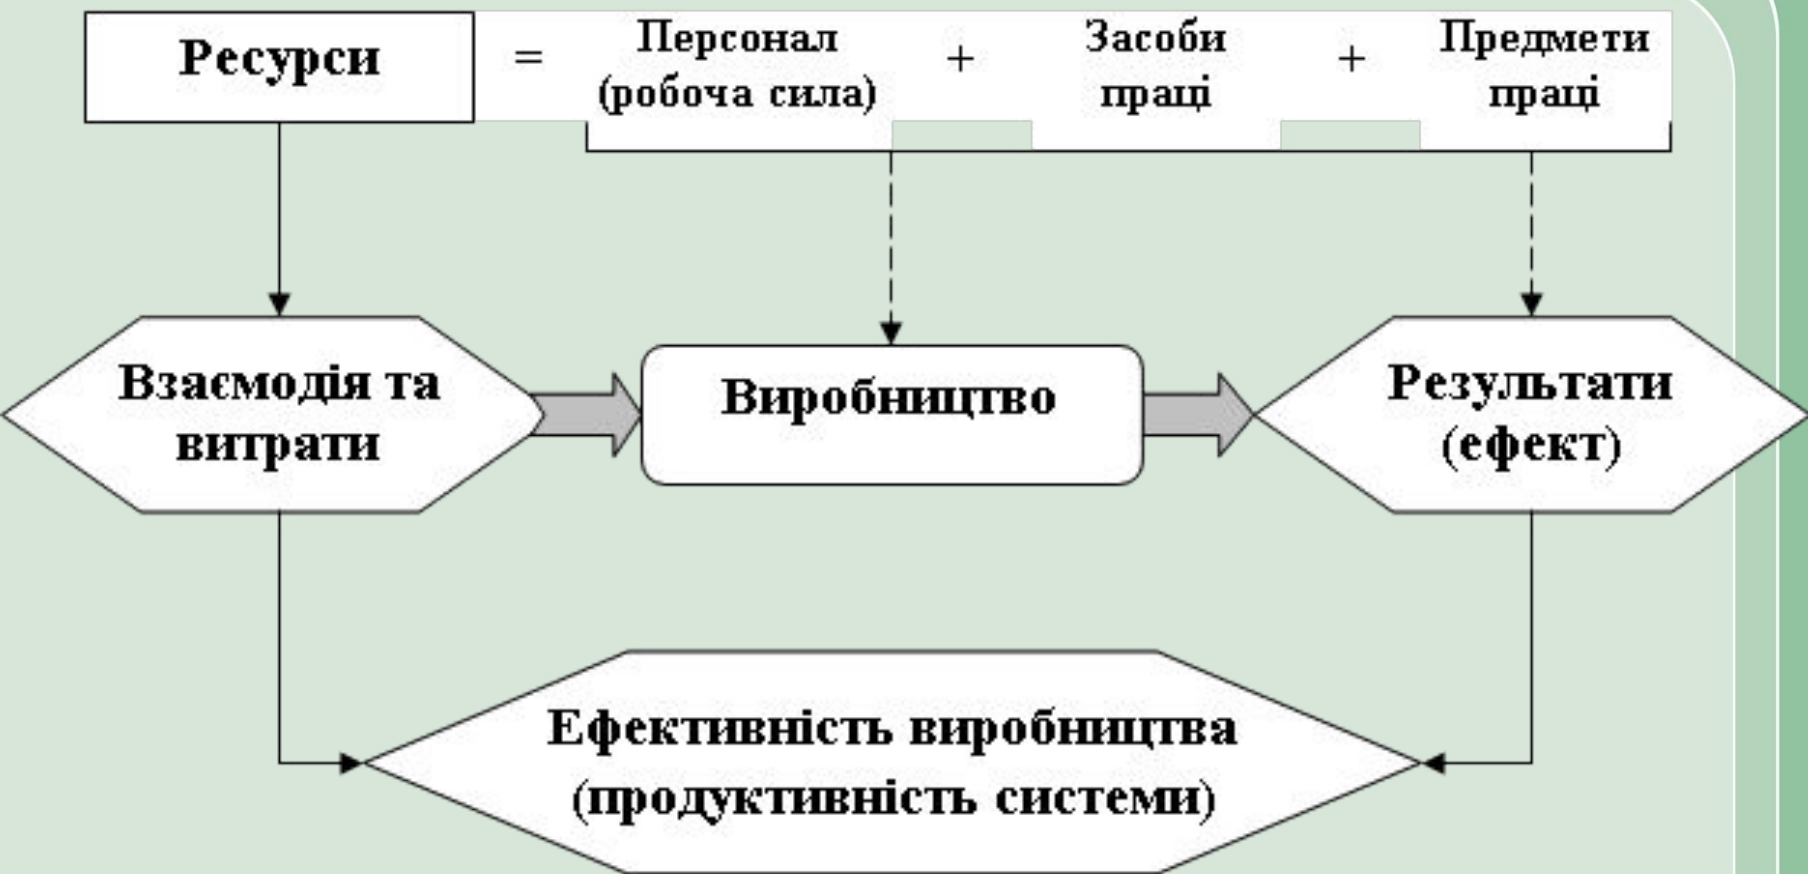 Ресурси
=
Персонал
(робоча сила)
+
Засоби
праці
+
Предмети
праці
Взаємодія та
витрати
Виробництво
Результати
(ефект)
Ефективність виробництва
(продуктивність системи)